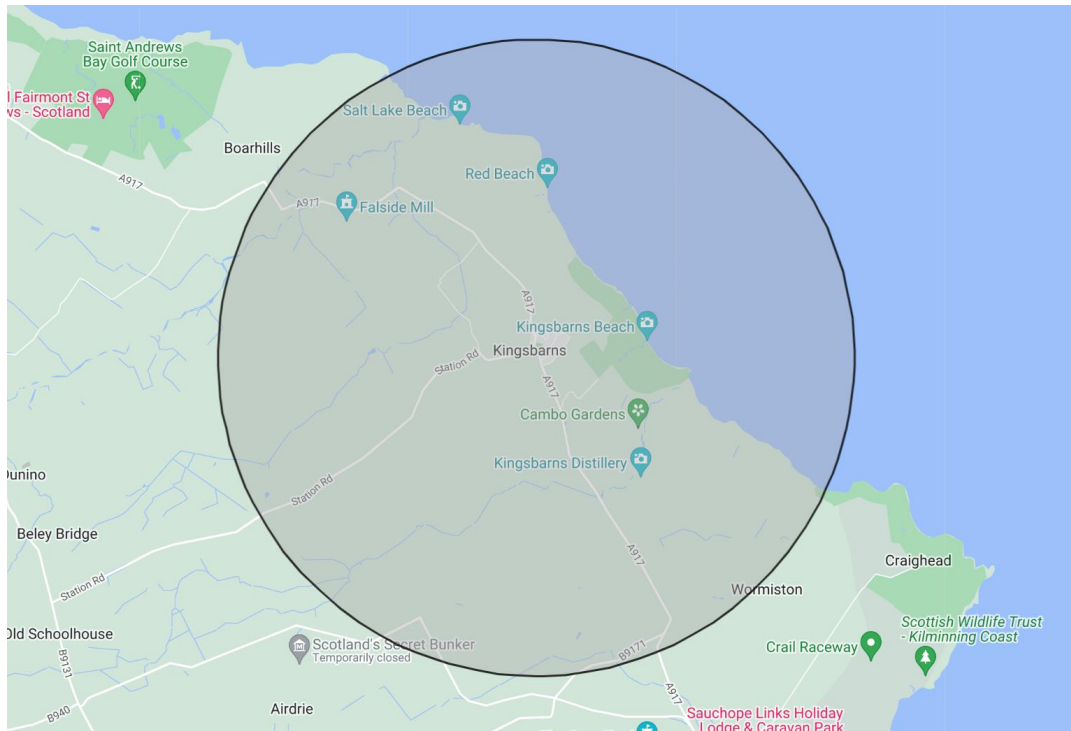 Saint Andrews
Bay Golf Course
l Fairmont St
ws - Scotland
Boarhills
A917
Salt Lake Beach
Red Beach
A917
Falside Mill
A917
Kingsbarns Beach
Kingsbarns
Station Rd
A917
Cambo Gardens
Kingsbarns Distillery
Station Rd
Dunino
Beley Bridge
A917
Craighead
Station Rd
Wormiston
Old Schoolhouse
Scottish Wildlife Trust
- Kilminning Coast
Scotland's Secret Bunker
Temporarily closed
Crail Raceway
B9171
B9131
A917
Airdrie
B940
Sauchope Links Holiday
Lodge & Caravan Park